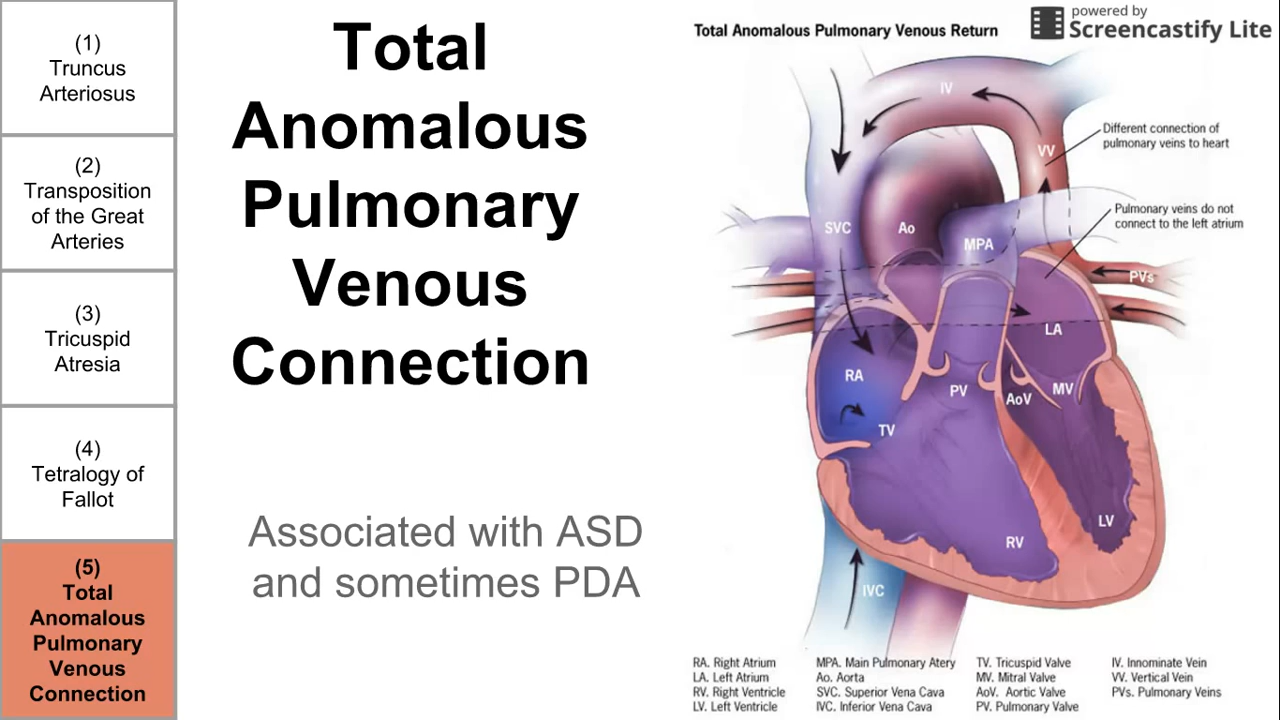 (1)
Truncus
Arteriosus
(2)
Transposition
of the Great
Arteries
(3)
Tricuspid
Atresia
(4)
Tetralogy of
Fallot
(5)
Total
Anomalous
Pulmonary
Venous
Connection
Total
Anomalous
Pulmonary
Venous
Connection
Associated with ASD
and sometimes PDA
powered by
Screencastify Lite
Total Anomalous Pulmonary Venous Return
IV
Different connection of
pulmonary veins to heart
VV
Pulmonary veins do not
connect to the left atrium
SVC
Ao
MPA
PVs
LA
RA
PV
AoV
MV
TV
LV
RV
IVC
RA. Right Atrium
LA. Left Atrium
RV. Right Ventricle
LV. Left Ventricle
MPA. Main Pulmonary Atery
Ao. Aorta
SVC. Superior Vena Cava
IVC. Inferior Vena Cava
TV. Tricuspid Valve
MV. Mitral Valve
AoV. Aortic Valve
PV. Pulmonary Valve
IV. Innominate Vein
VV. Vertical Vein
PVs. Pulmonary Veins